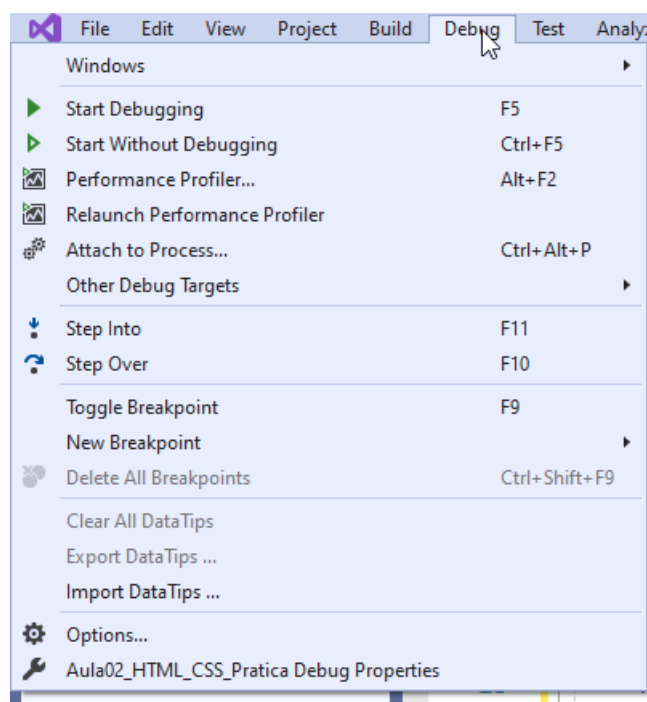 File Edit View Project Build Debug Test Analy
Windows
Start Debugging F5
Start Without Debugging Ctrl+F5
Performance Profiler... Alt+F2
Relaunch Performance Profiler
Attach to Process... Ctrl+Alt+P
Other Debug Targets
Step Into F11
Step Over F10
Toggle Breakpoint F9
New Breakpoint
Delete All Breakpoints Ctrl+Shift+F9
Clear All DataTips
Export DataTips ...
Import DataTips ...
Options...
Aula02_HTML_CSS_Pratica Debug Properties